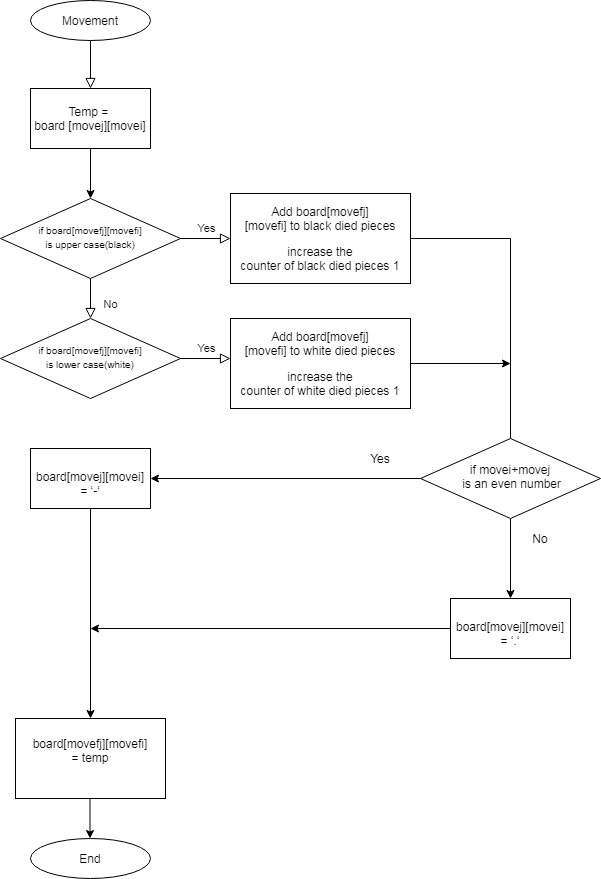 Movement
Temp =
board [movej][movei]
if board[movefj][movefi]
is upper case(black)
Yes
Add board[movefj]
[movefi] to black died pieces
increase the
counter of black died pieces 1
No
if board[movefj][movefi]
is lower case(white)
Yes
Add board[movefj]
[movefi] to white died pieces
increase the
counter of white died pieces 1
if movei+movej
is an even number
Yes
board[movej][movei]
= ‘-‘
No
board[movej][movei]
= ‘.‘
board[movefj][movefi]
= temp
End